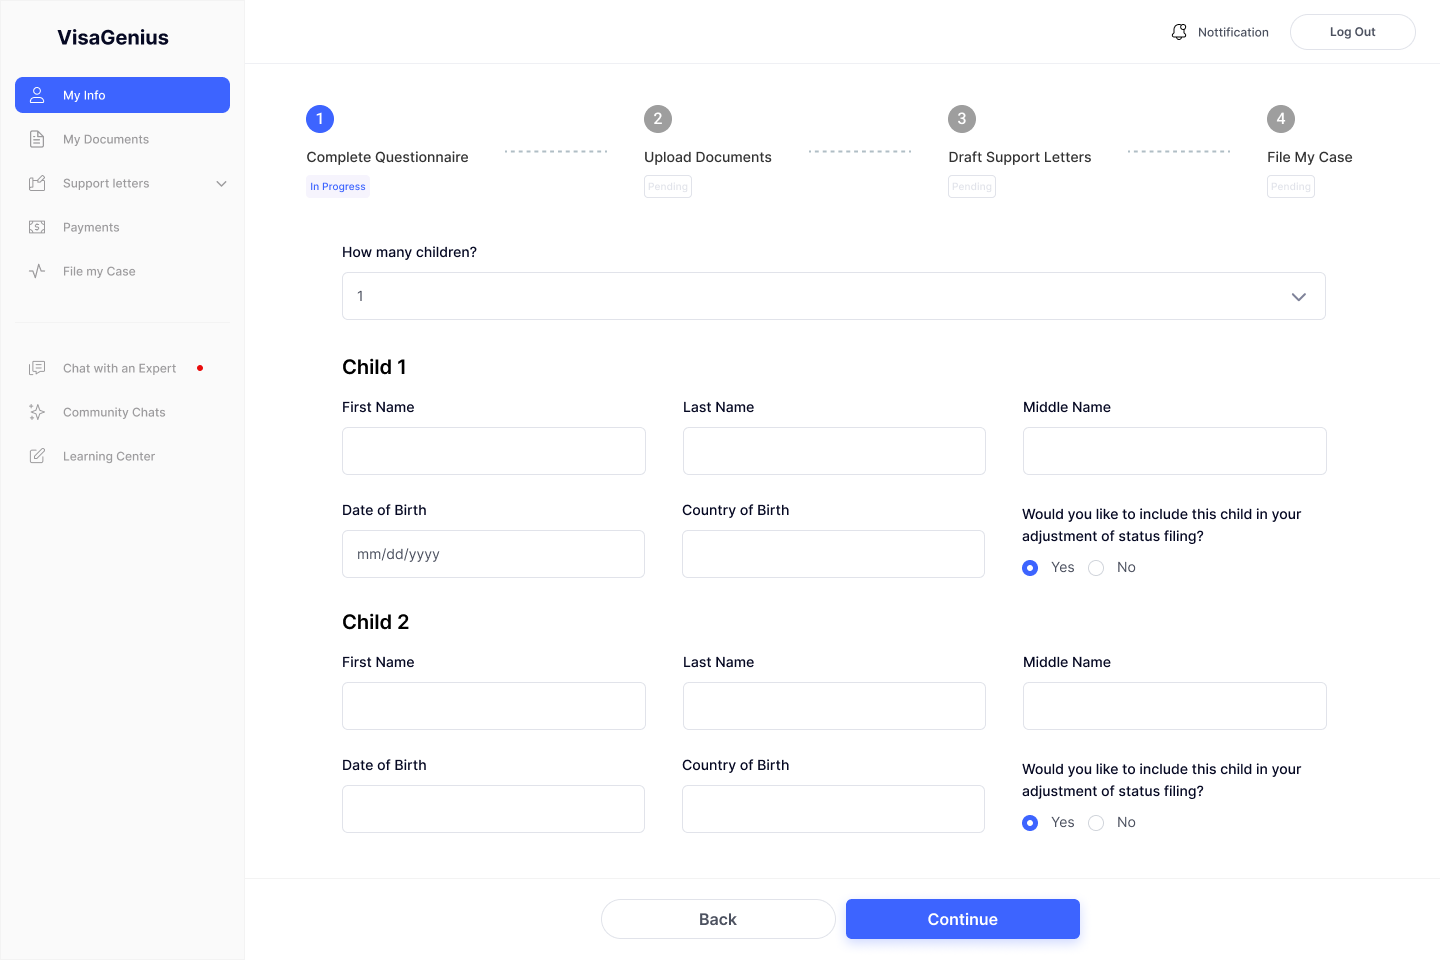 VisaGenius
Nottification
Log Out
My Info
My Documents
Support letters
Payments
File my Case
Chat with an Expert
Community Chats
Learning Center
1
2
3
4
Complete Questionnaire
Upload Documents
Draft Support Letters
File My Case
In Progress
Pending
Pending
Pending
How many children?
1
Child 1
First Name
Last Name
Middle Name
Date of Birth
Country of Birth
Would you like to include this child in your
adjustment of status filing?
mm/dd/yyyy
Yes
No
Child 2
First Name
Last Name
Middle Name
Date of Birth
Country of Birth
Would you like to include this child in your
adjustment of status filing?
Yes
No
Back
Continue